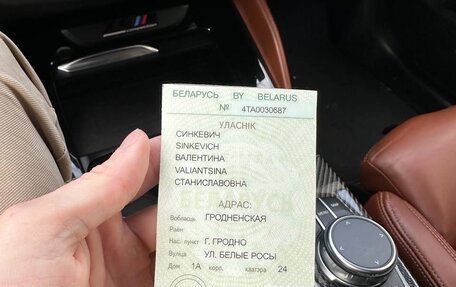 БЕЛАРУСЬ BY BELARUS
№ 4TA0030687
УЛАСНІК
СИНКЕВИЧ
SINKEVICH
ВАЛЕНТИНА
VALIANTSINA
СТАНИСЛАВОВНА
АДРАС:
Вобласць ГРОДНЕНСКАЯ
Раён
Нас. пункт Г. ГРОДНО
Вуліца УЛ. БЕЛЫЕ РОСЫ
Дом 1А корп. кватэра 24